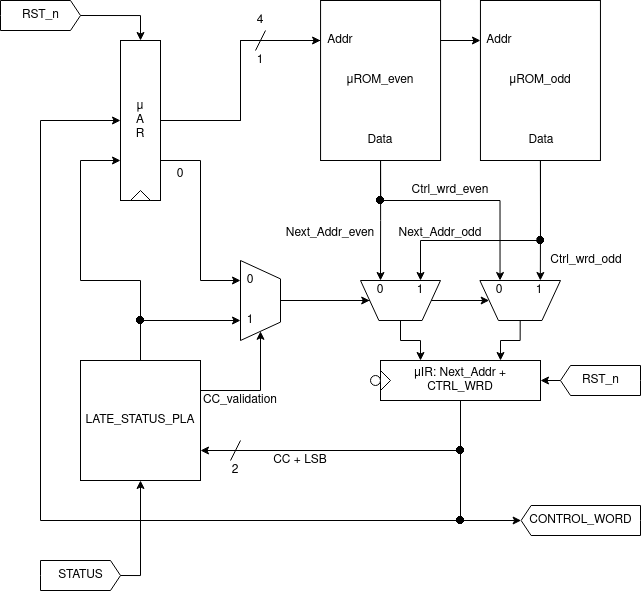 RST_n
4
1
Addr
Addr
μROM_even
μROM_odd
μ
A
R
Data
Data
0
Ctrl_wrd_even
Next_Addr_even
Next_Addr_odd
Ctrl_wrd_odd
0
0
1
0
1
1
μIR: Next_Addr +
CTRL_WRD
RST_n
CC_validation
LATE_STATUS_PLA
CC + LSB
2
CONTROL_WORD
STATUS